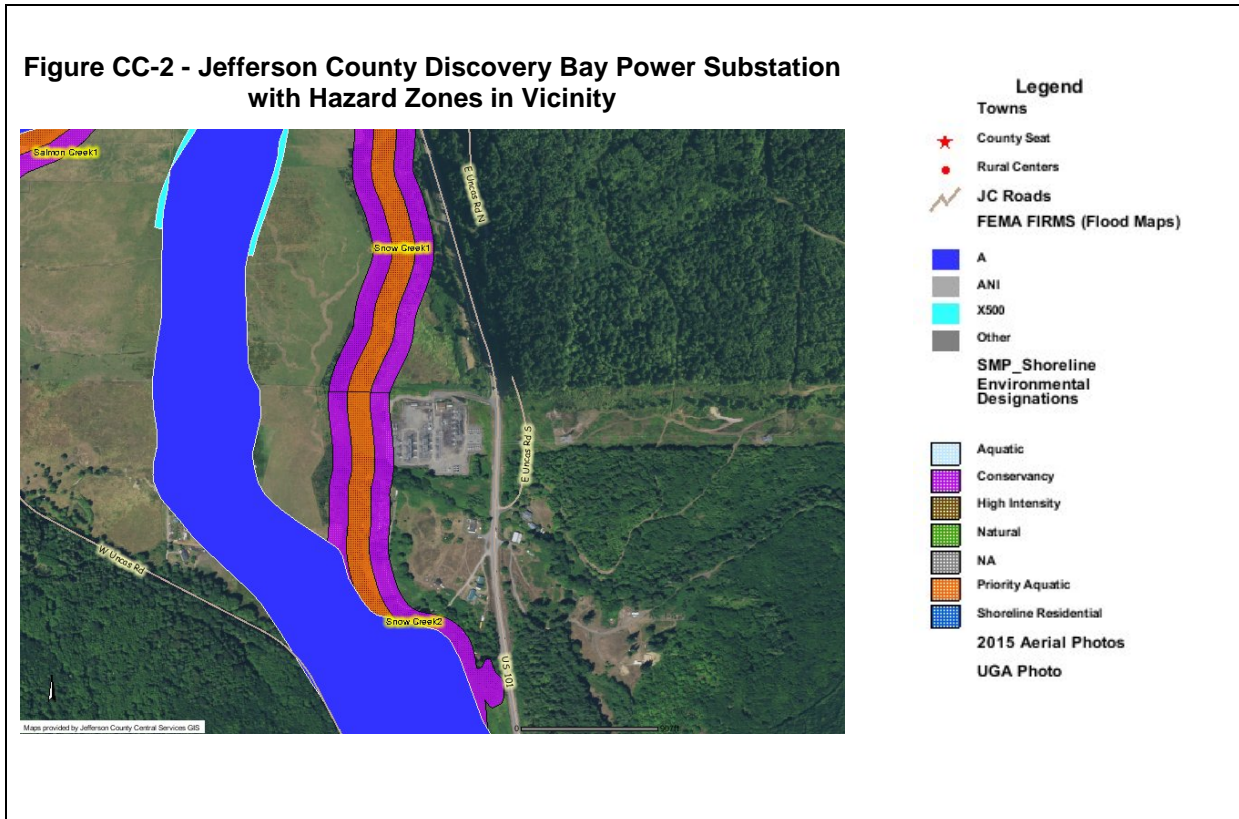 Figure CC-2 - Jefferson County Discovery Bay Power Substation
with Hazard Zones in Vicinity
Salmon Creek1
Snow Creek1
E Uncas Rd N
E Uncas Rd S
W Uncas Rd
Snow Creek2
US 101
Maps provided by Jefferson County Central Services GIS
0
Legend
Towns
County Seat
Rural Centers
JC Roads
FEMA FIRMS (Flood Maps)
A
ANI
X500
Other
SMP_Shoreline
Environmental
Designations
Aquatic
Conservancy
High Intensity
Natural
NA
Priority Aquatic
Shoreline Residential
2015 Aerial Photos
UGA Photo